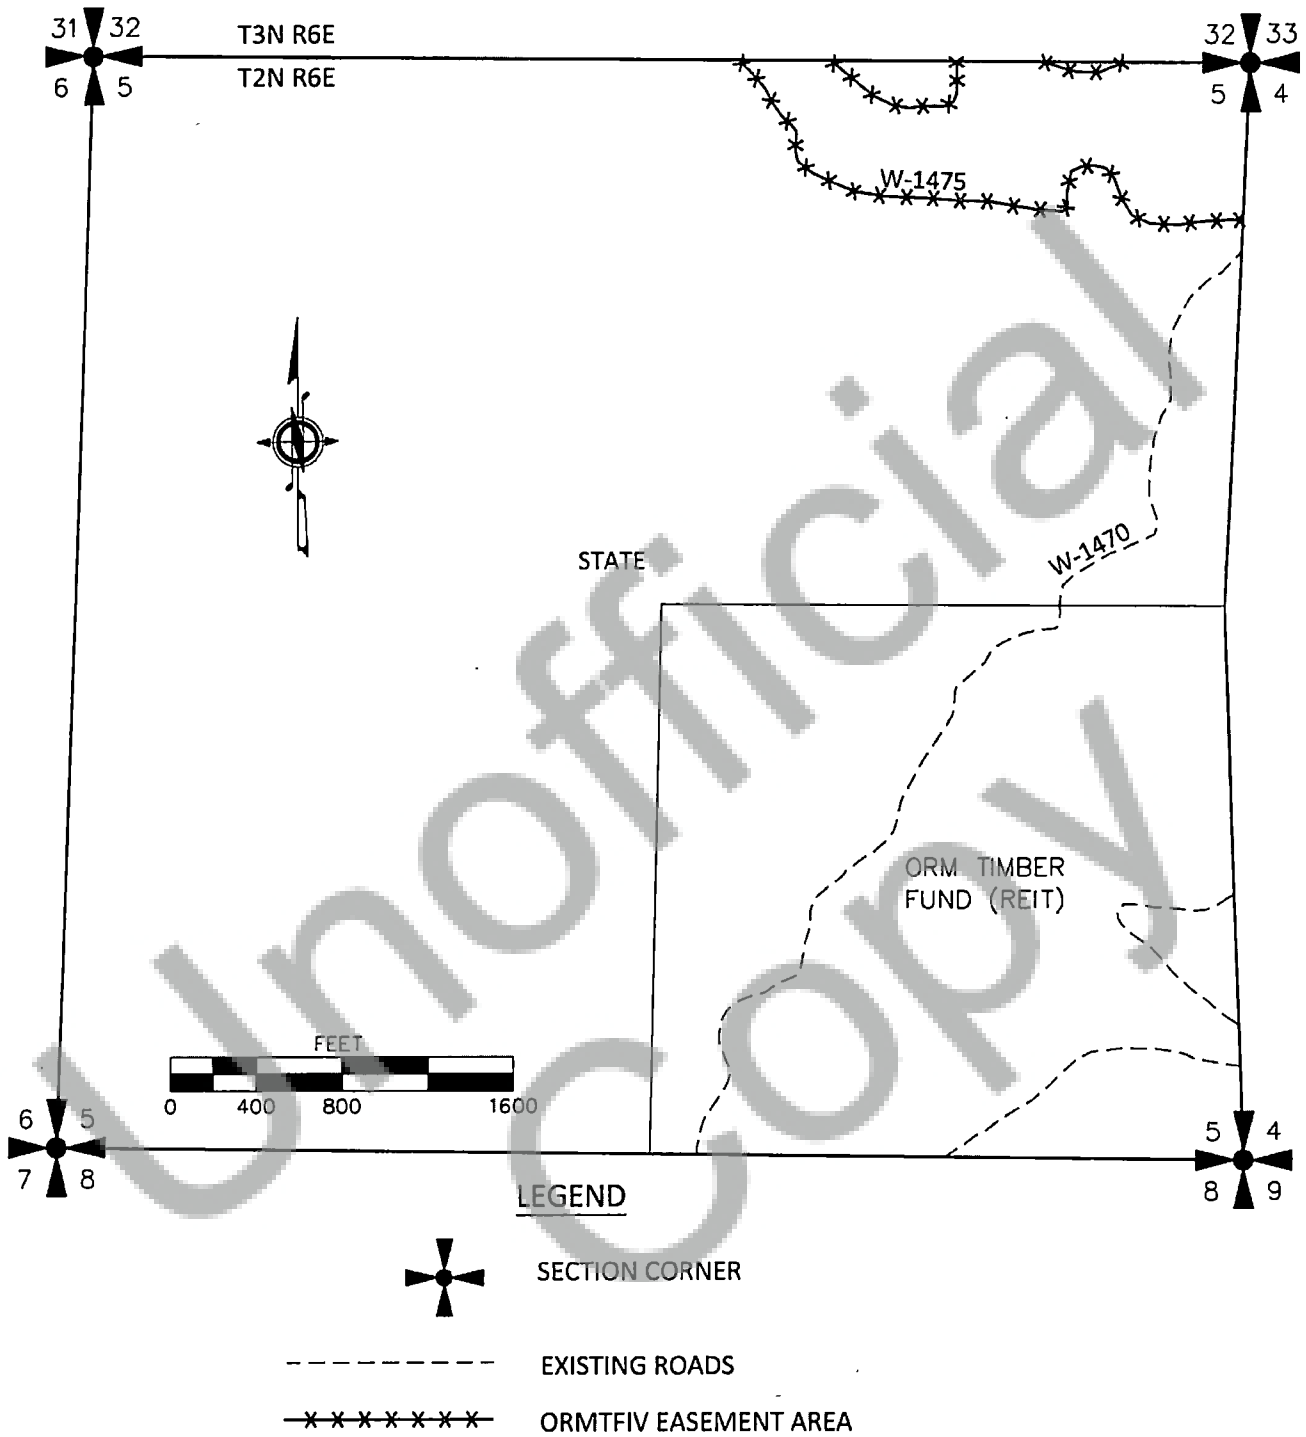 31 32
T3N R6E
32 33
6 5
T2N R6E
5 4
W-1475
W-1470
STATE
ORM TIMBER
FUND (REIT)
FEET
0 400 800 1600
6 5
5 4
7 8
8 9
LEGEND
SECTION CORNER
EXISTING ROADS
ORMTFIV EASEMENT AREA
Unofficial
Copy